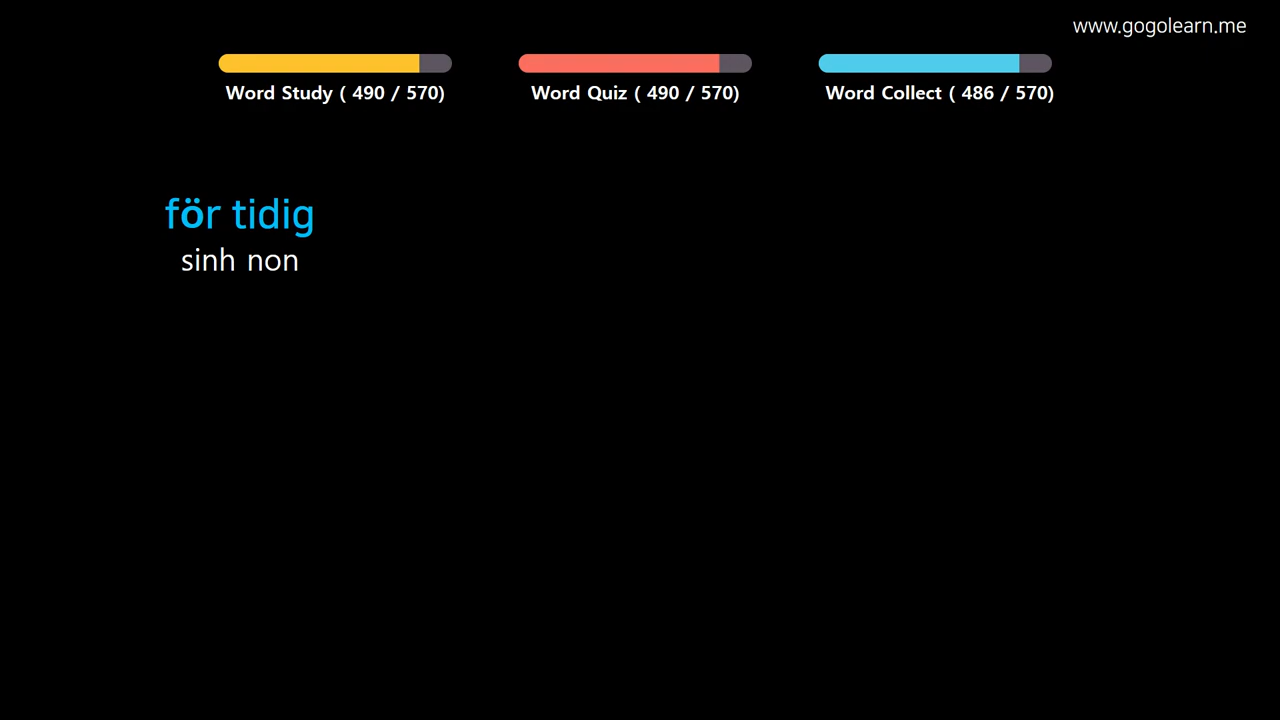 www.gogolearn.me
Word Study ( 490 / 570)
Word Quiz ( 490 / 570)
Word Collect ( 486 / 570)
för tidig
sinh non